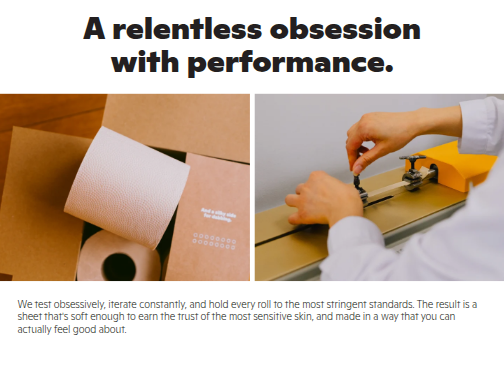 A relentless obsession
with performance.
We test obsessively, iterate constantly, and hold every roll to the most stringent standards. The result is a
sheet that's soft enough to earn the trust of the most sensitive skin, and made in a way that you can
actually feel good about.